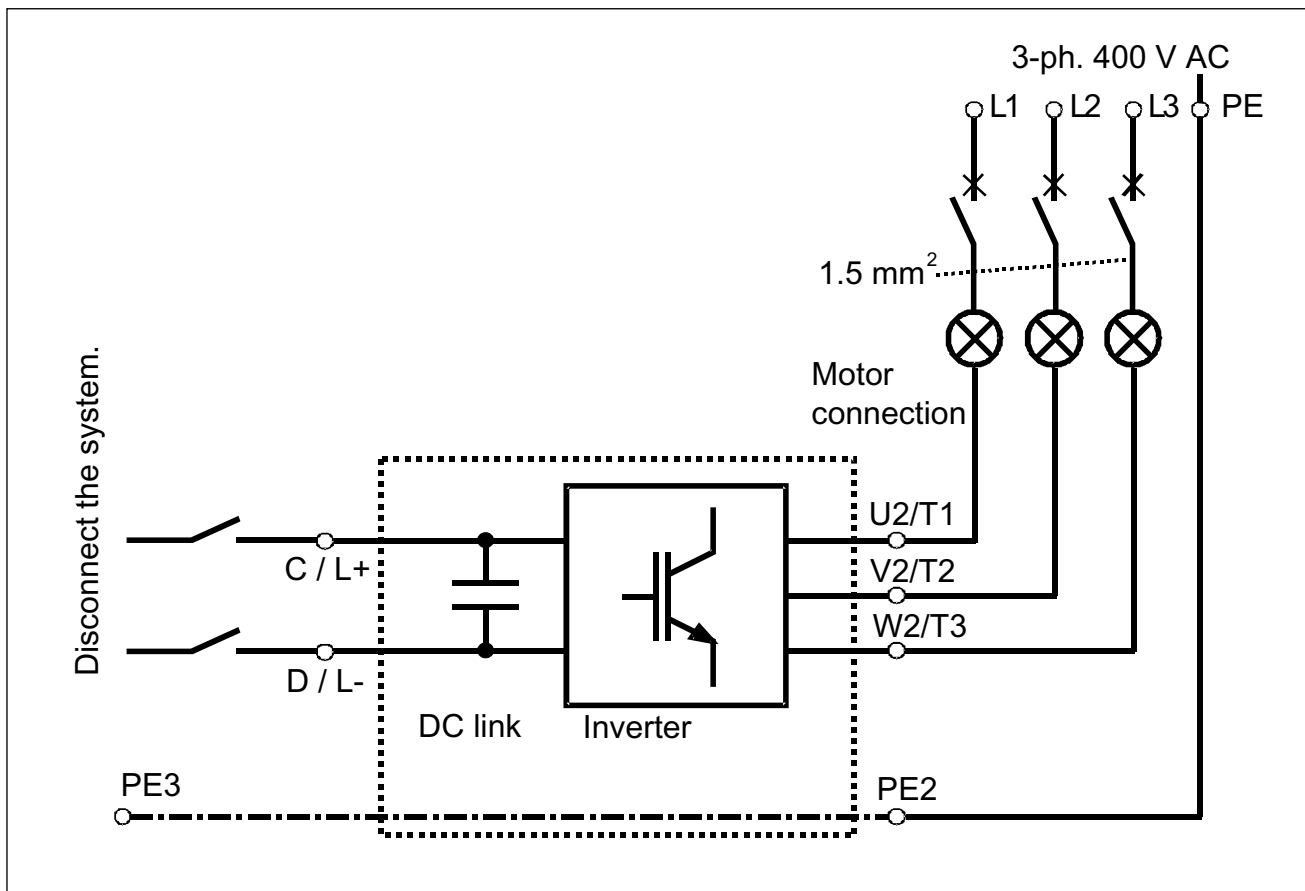 3-ph. 400 V AC
L1
L2
L3
PE
1.5 mm²
Motor
connection
Disconnect the system.
U2/T1
C / L+
V2/T2
W2/T3
D / L-
DC link
Inverter
PE3
PE2